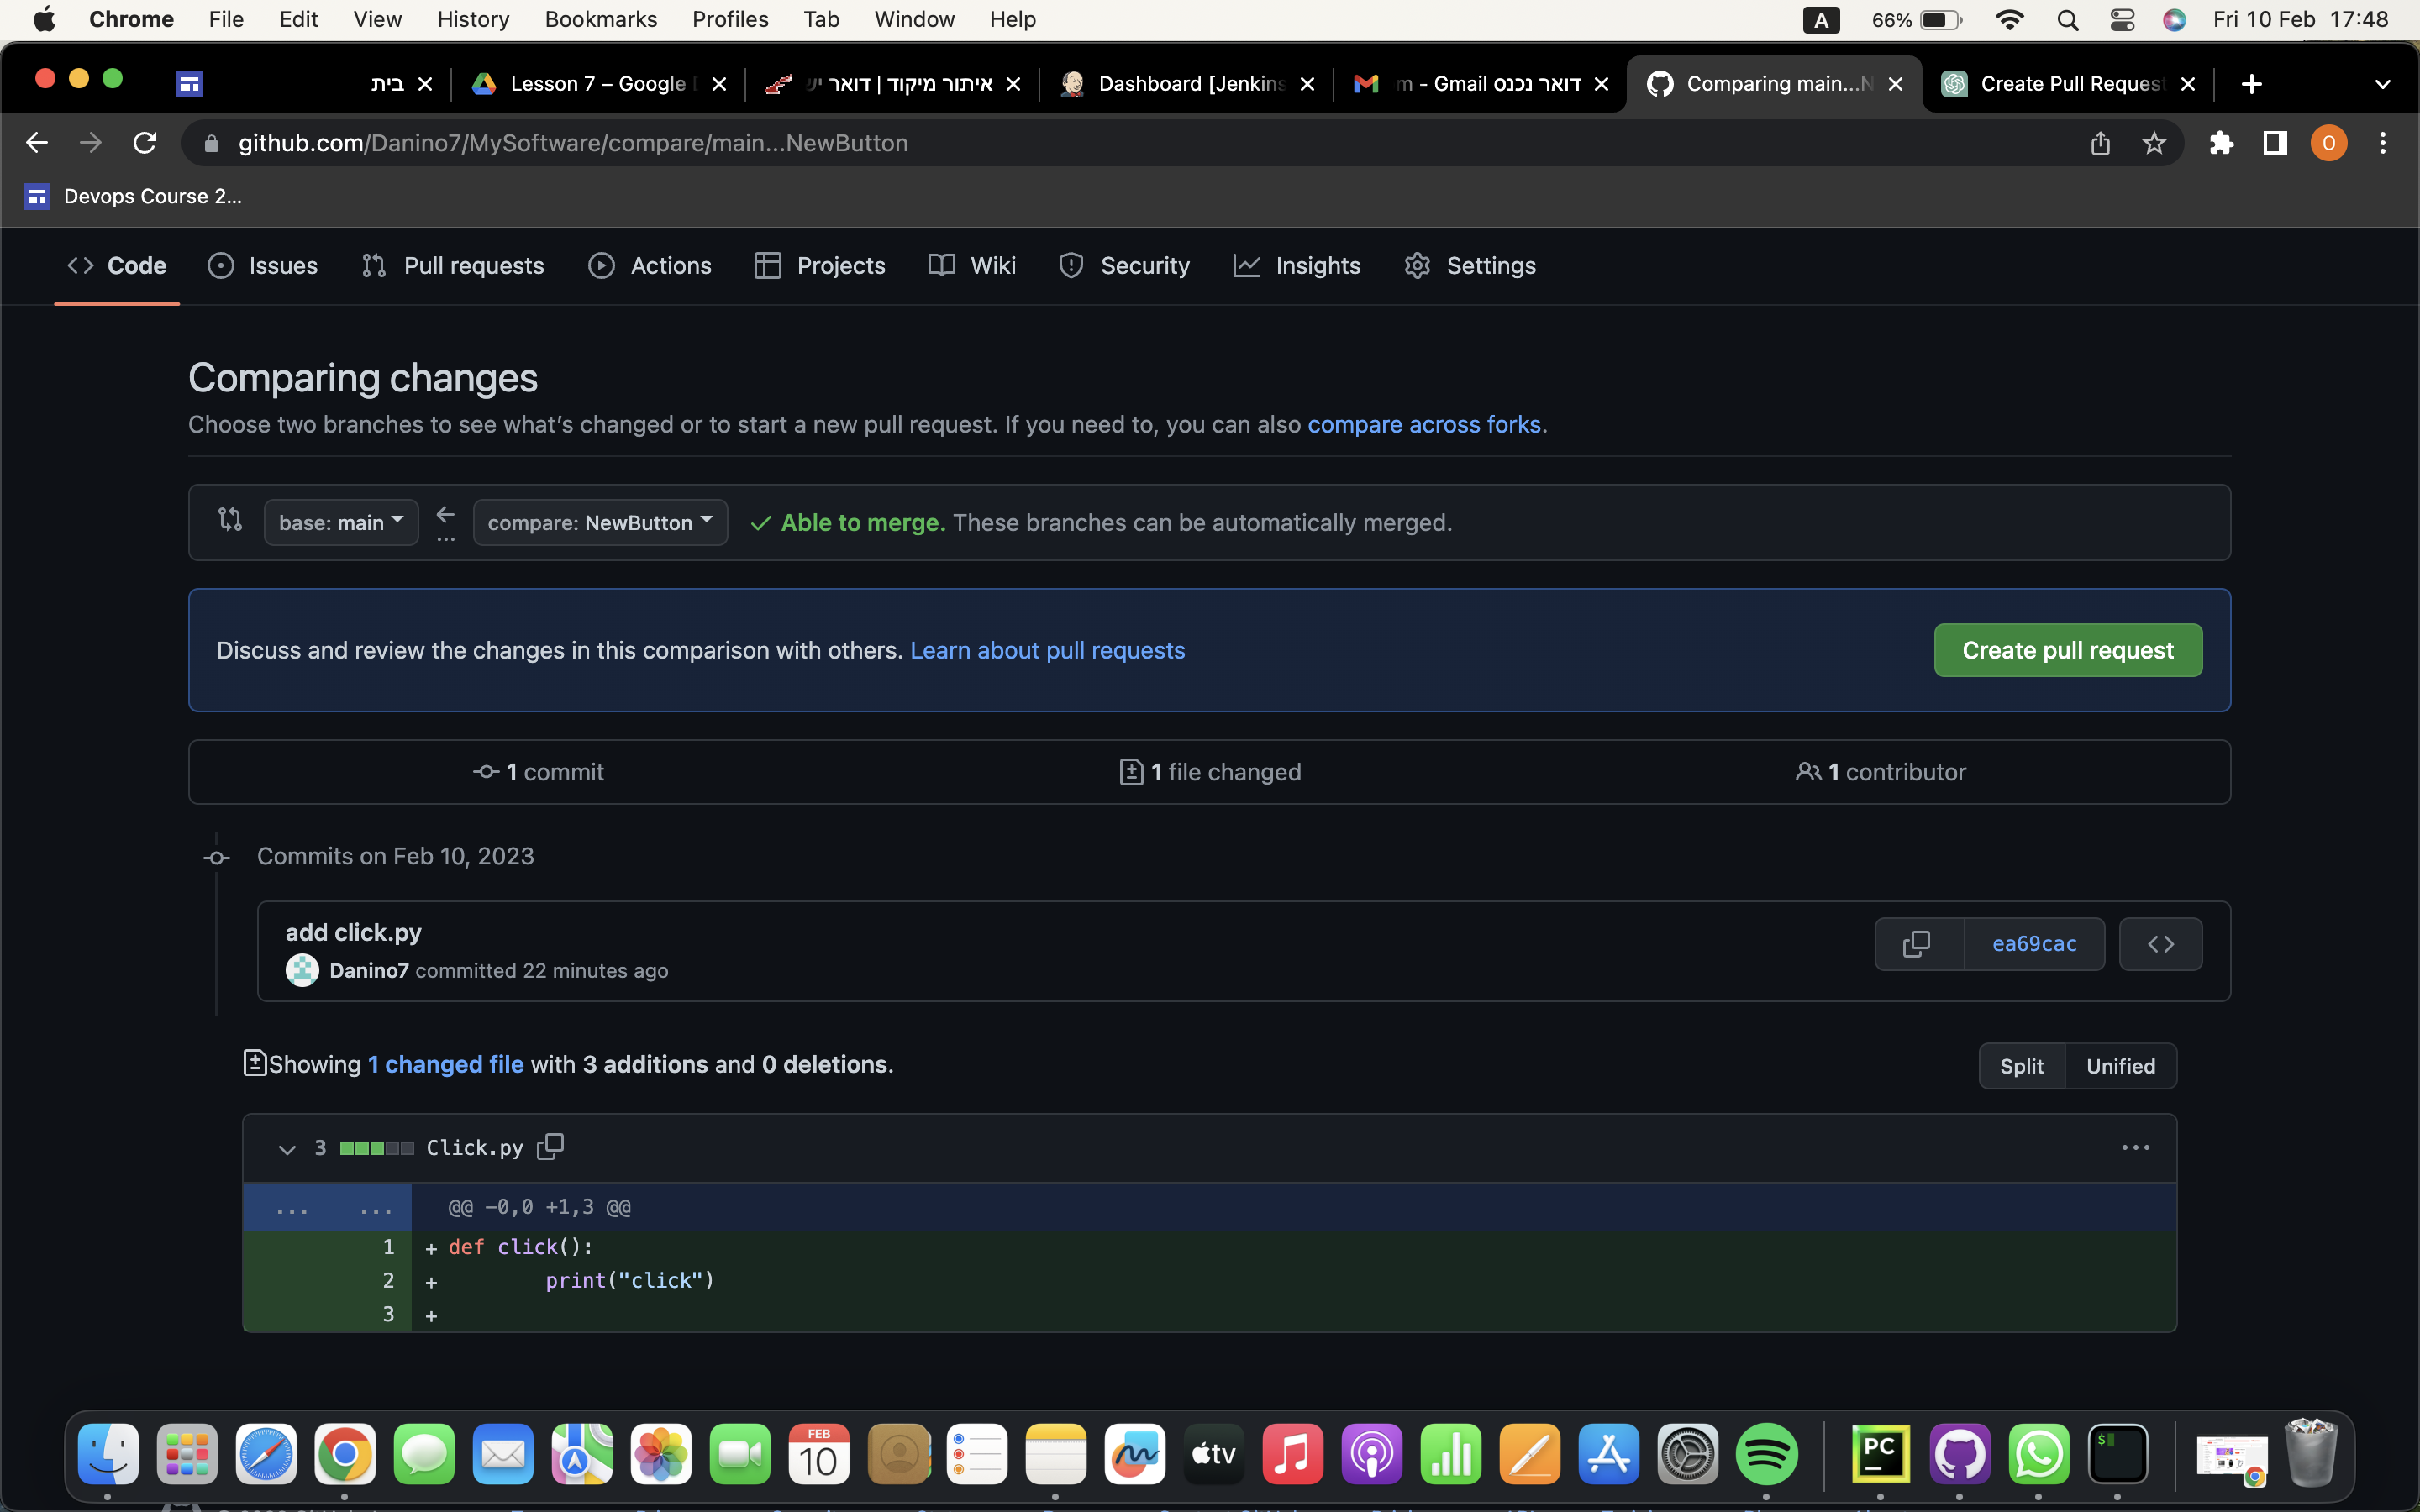 Chrome File Edit View History Bookmarks Profiles Tab Window Help A 66% Fri 10 Feb 17:48
בית Lesson 7 – Google איתור מיקוד | דואר יש Dashboard [Jenkins דואר נכנס - Gmail Comparing main...N Create Pull Request
github.com/Danino7/MySoftware/compare/main...NewButton O
Devops Course 2...
Code Issues Pull requests Actions Projects Wiki Security Insights Settings
Comparing changes
Choose two branches to see what's changed or to start a new pull request. If you need to, you can also compare across forks.
base: main ... compare: NewButton Able to merge. These branches can be automatically merged.
Discuss and review the changes in this comparison with others. Learn about pull requests Create pull request
1 commit 1 file changed 1 contributor
Commits on Feb 10, 2023
add click.py
Danino7 committed 22 minutes ago
ea69cac
Showing 1 changed file with 3 additions and 0 deletions.
Split Unified
3 Click.py ...
... ... @@ -0,0 +1,3 @@
1 + def click():
2 + print("click")
3 +
FEB
10
tv
PC
$